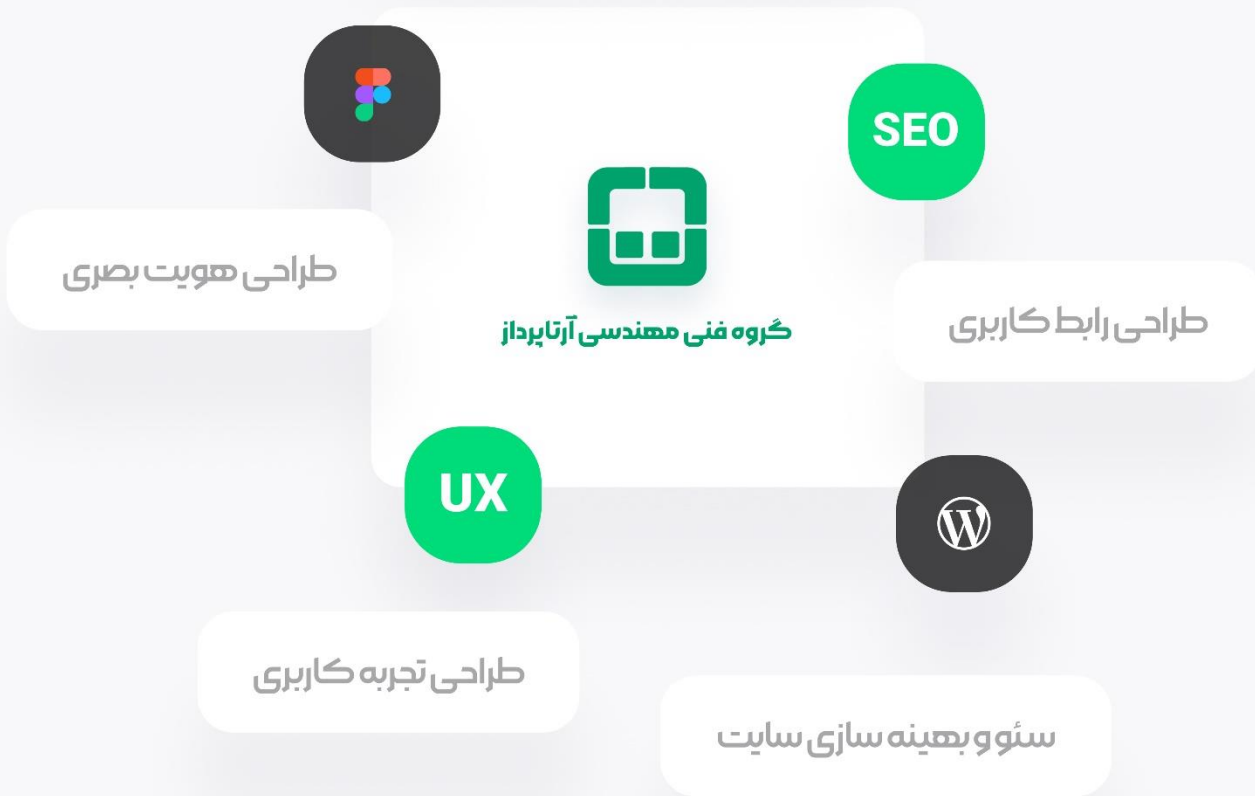 SEO
طراحی هویت بصری
گروه فنی مهندسی آرتاپرداز
طراحی رابط کاربری
UX
طراحی تجربه کاربری
سئو و بهینه سازی سایت